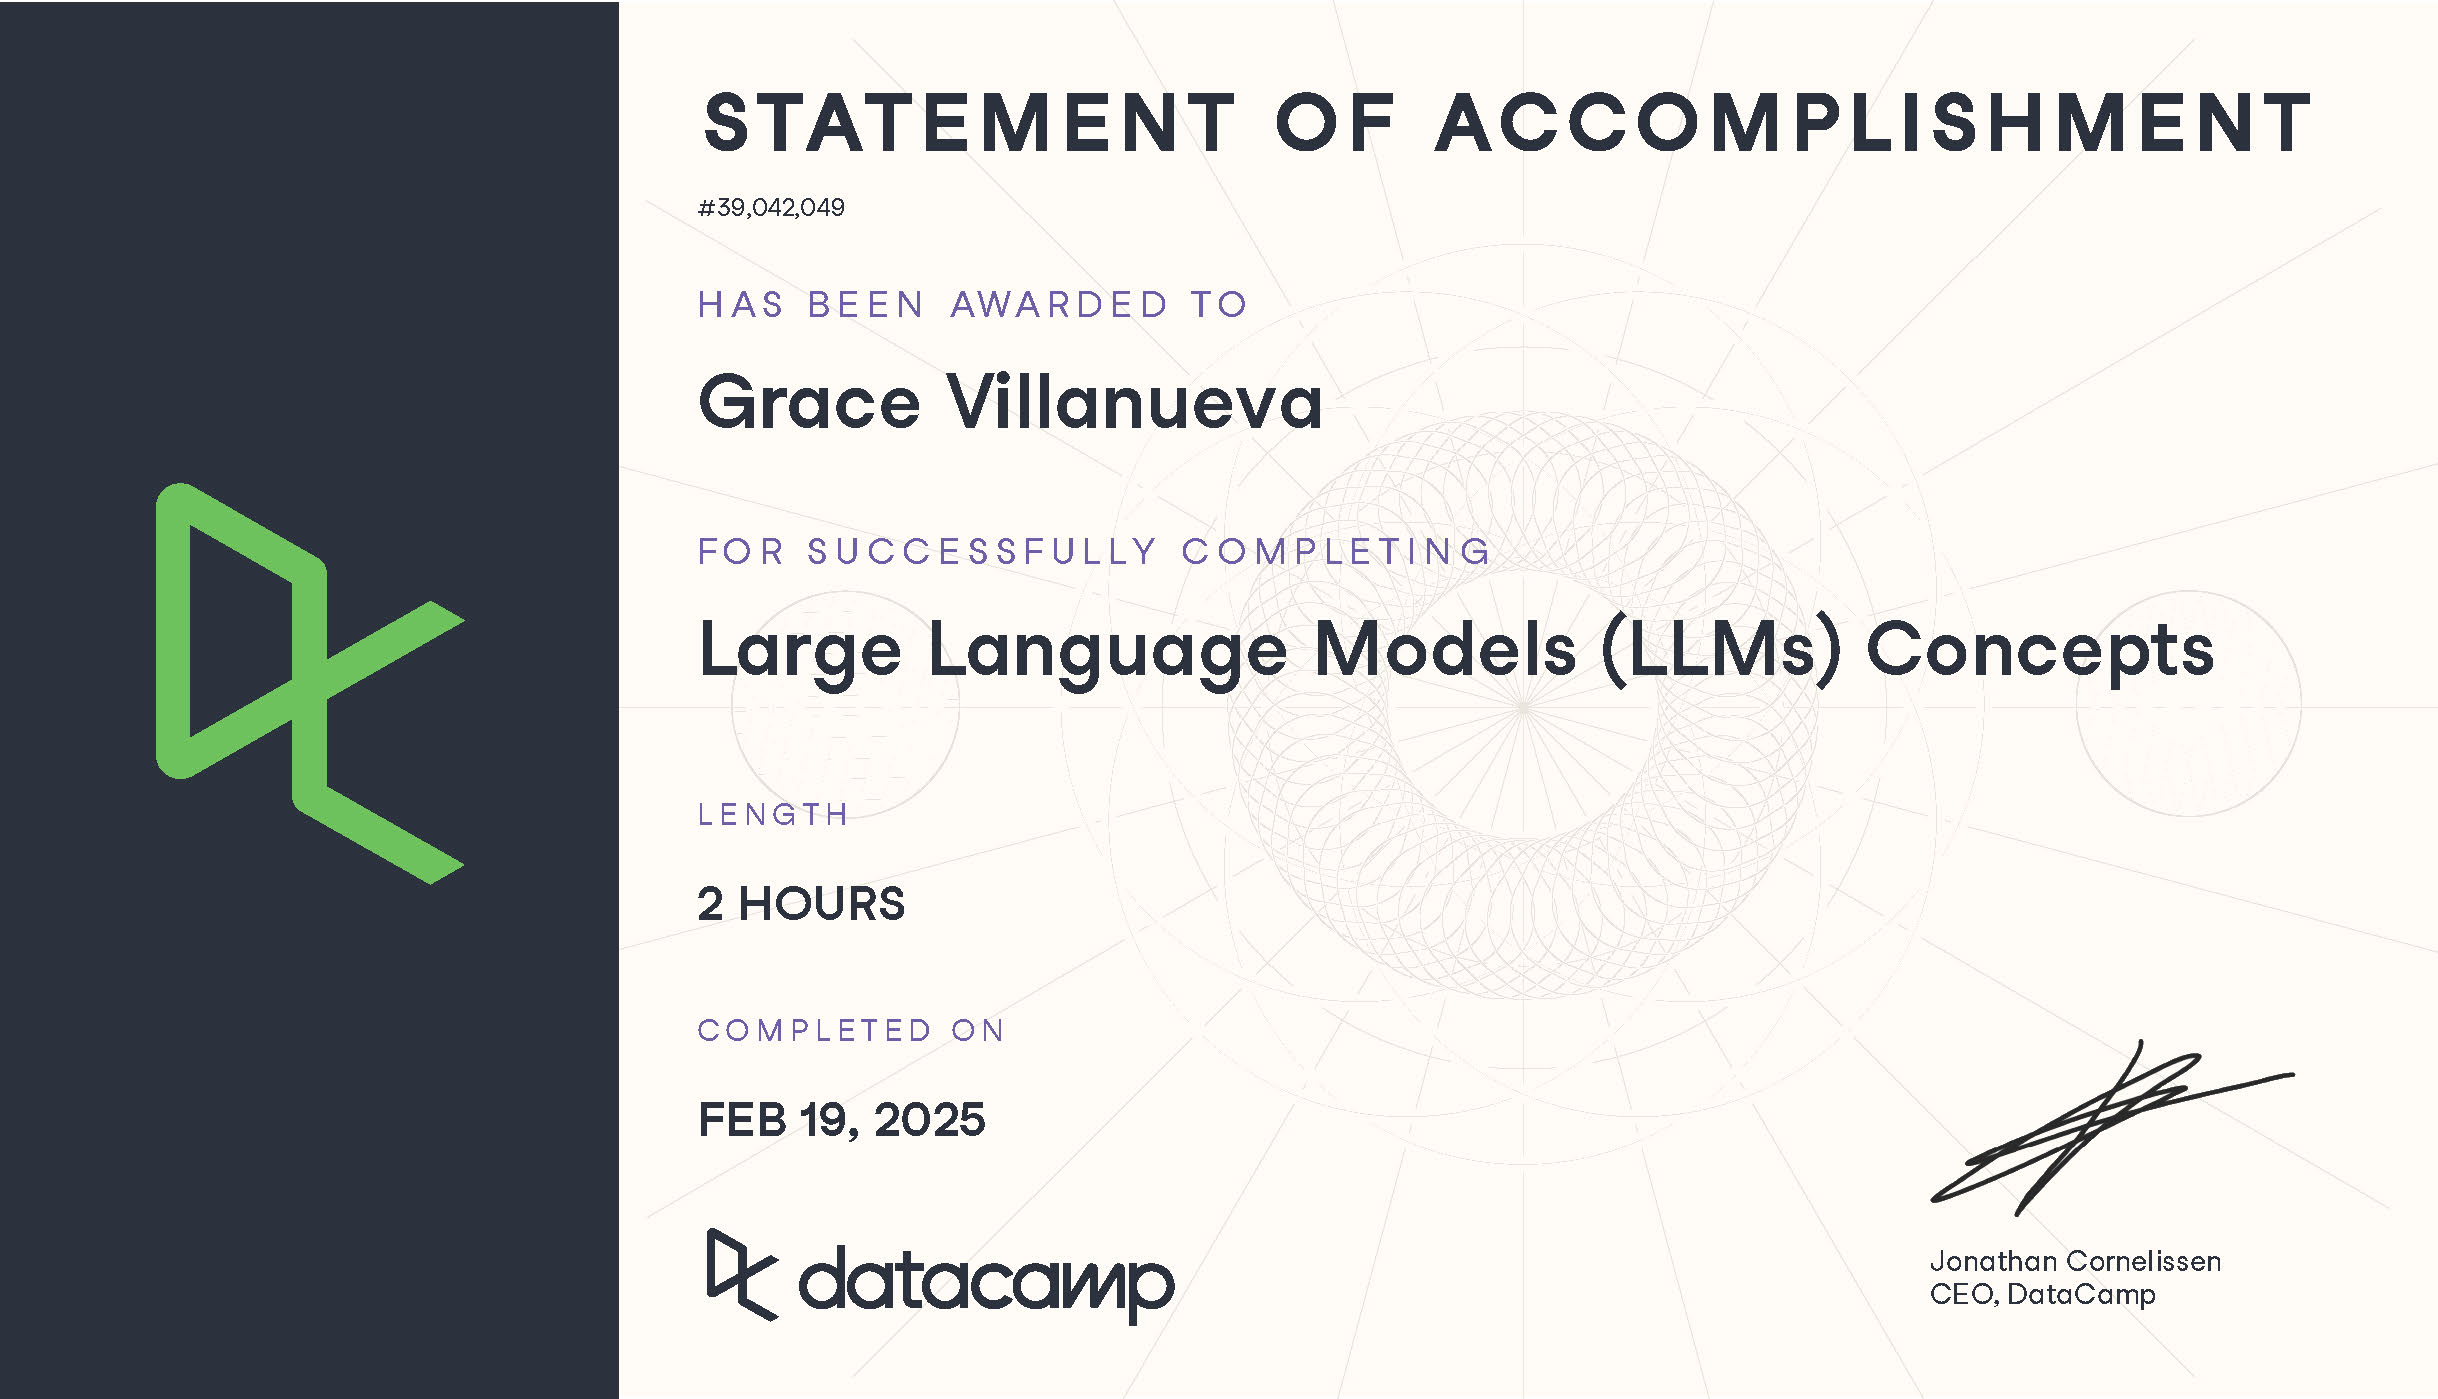 STATEMENT OF ACCOMPLISHMENT
#39,042,049
HAS BEEN AWARDED TO
Grace Villanueva
FOR SUCCESSFULLY COMPLETING
Large Language Models (LLMs) Concepts
LENGTH
2 HOURS
COMPLETED ON
FEB 19, 2025
datacamp
Jonathan Cornelissen
CEO, DataCamp